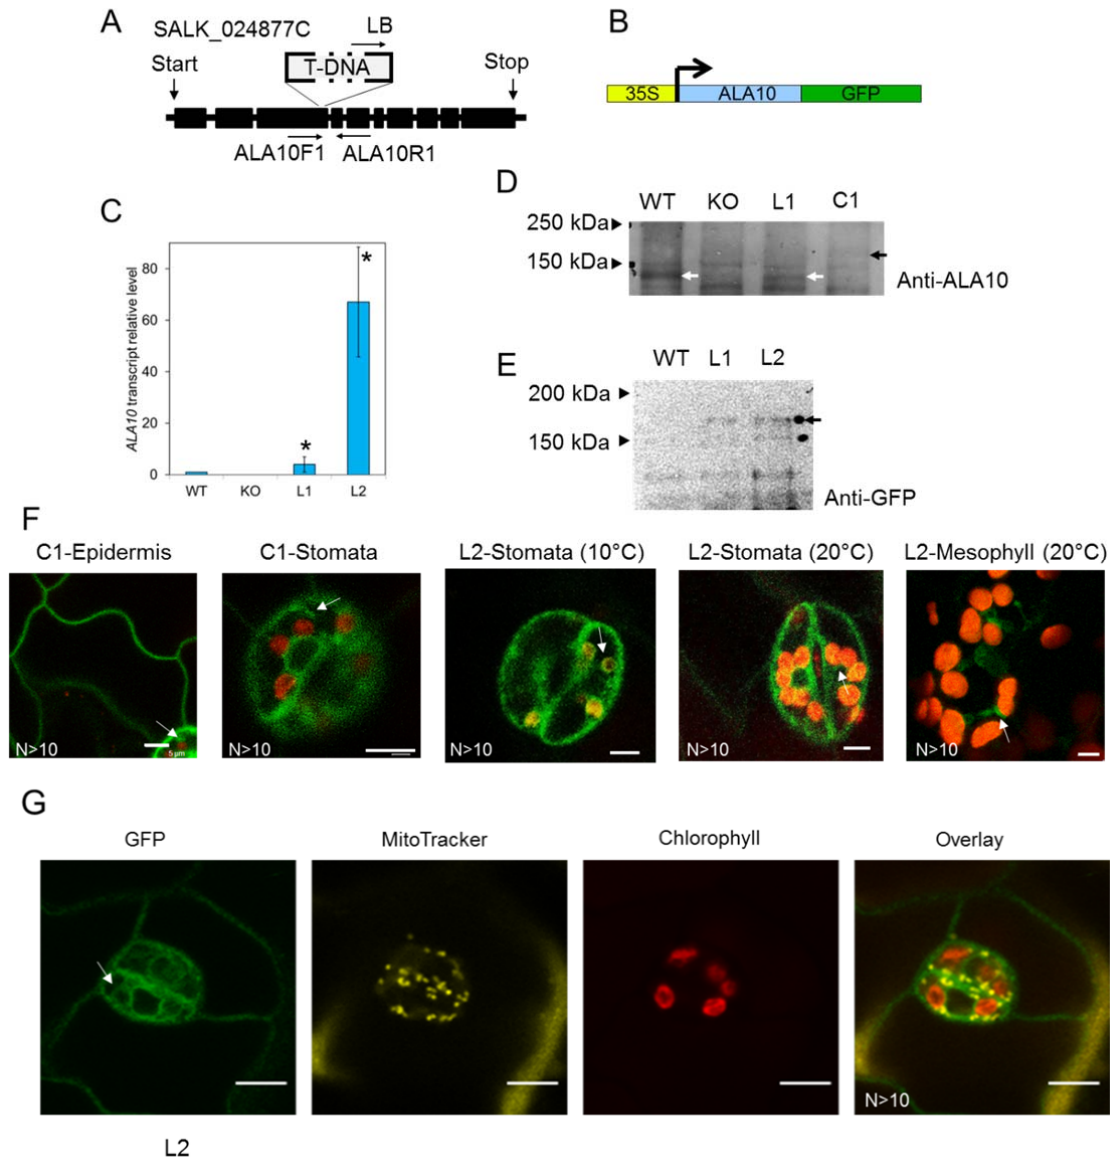 A
SALK_024877C
LB
Start
T-DNA
Stop
ALA10F1
ALA10R1
B
35S
ALA10
GFP
C
ALA10 transcript relative level
80
60
40
20
0
*
*
WT
KO
L1
L2
D
WT
KO
L1
C1
250 kDa
150 kDa
Anti-ALA10
E
WT
L1
L2
200 kDa
150 kDa
Anti-GFP
F
C1-Epidermis
C1-Stomata
L2-Stomata (10°C)
L2-Stomata (20°C)
L2-Mesophyll (20°C)
5 µm
N>10
N>10
N>10
N>10
N>10
G
GFP
MitoTracker
Chlorophyll
Overlay
N>10
L2